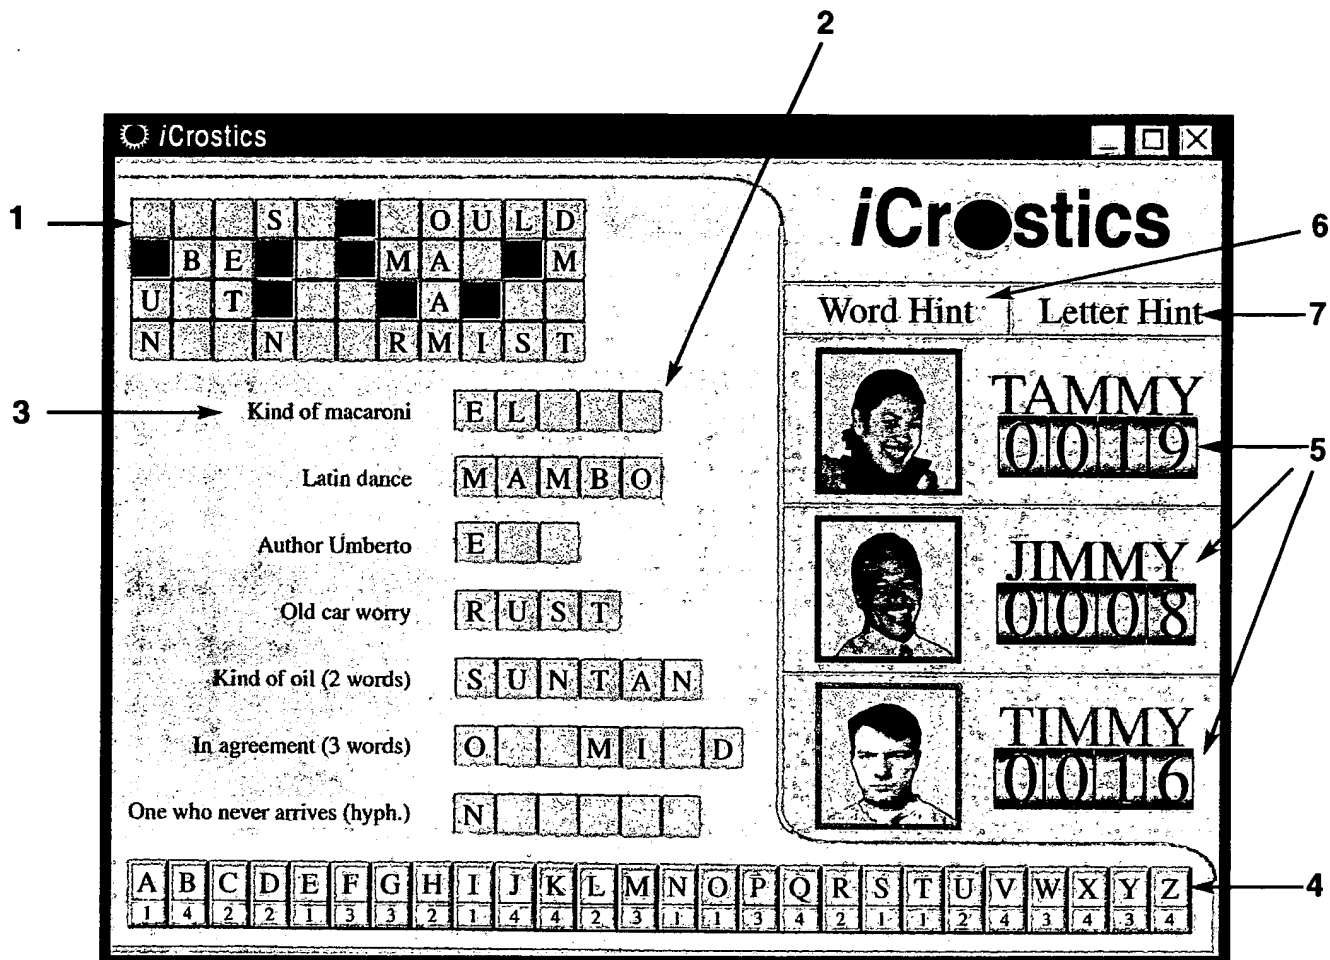 2
iCrostics
1
S OULD
BE MA M
U T A
N N RMIST
iCrostics
6
Word Hint
Letter Hint
7
3
Kind of macaroni
EL
TAMMY
0019
5
Latin dance
MAMBO
Author Umberto
E
JIMMY
0008
Old car worry
RUST
Kind of oil (2 words)
SUNTAN
TIMMY
0016
In agreement (3 words)
O MI D
One who never arrives (hyph.)
N
A B C D E F G H I J K L M N O P Q R S T U V W X Y Z
4
1 4 2 2 1 3 3 2 1 4 4 2 3 1 1 3 4 2 1 1 2 4 3 4 3 4